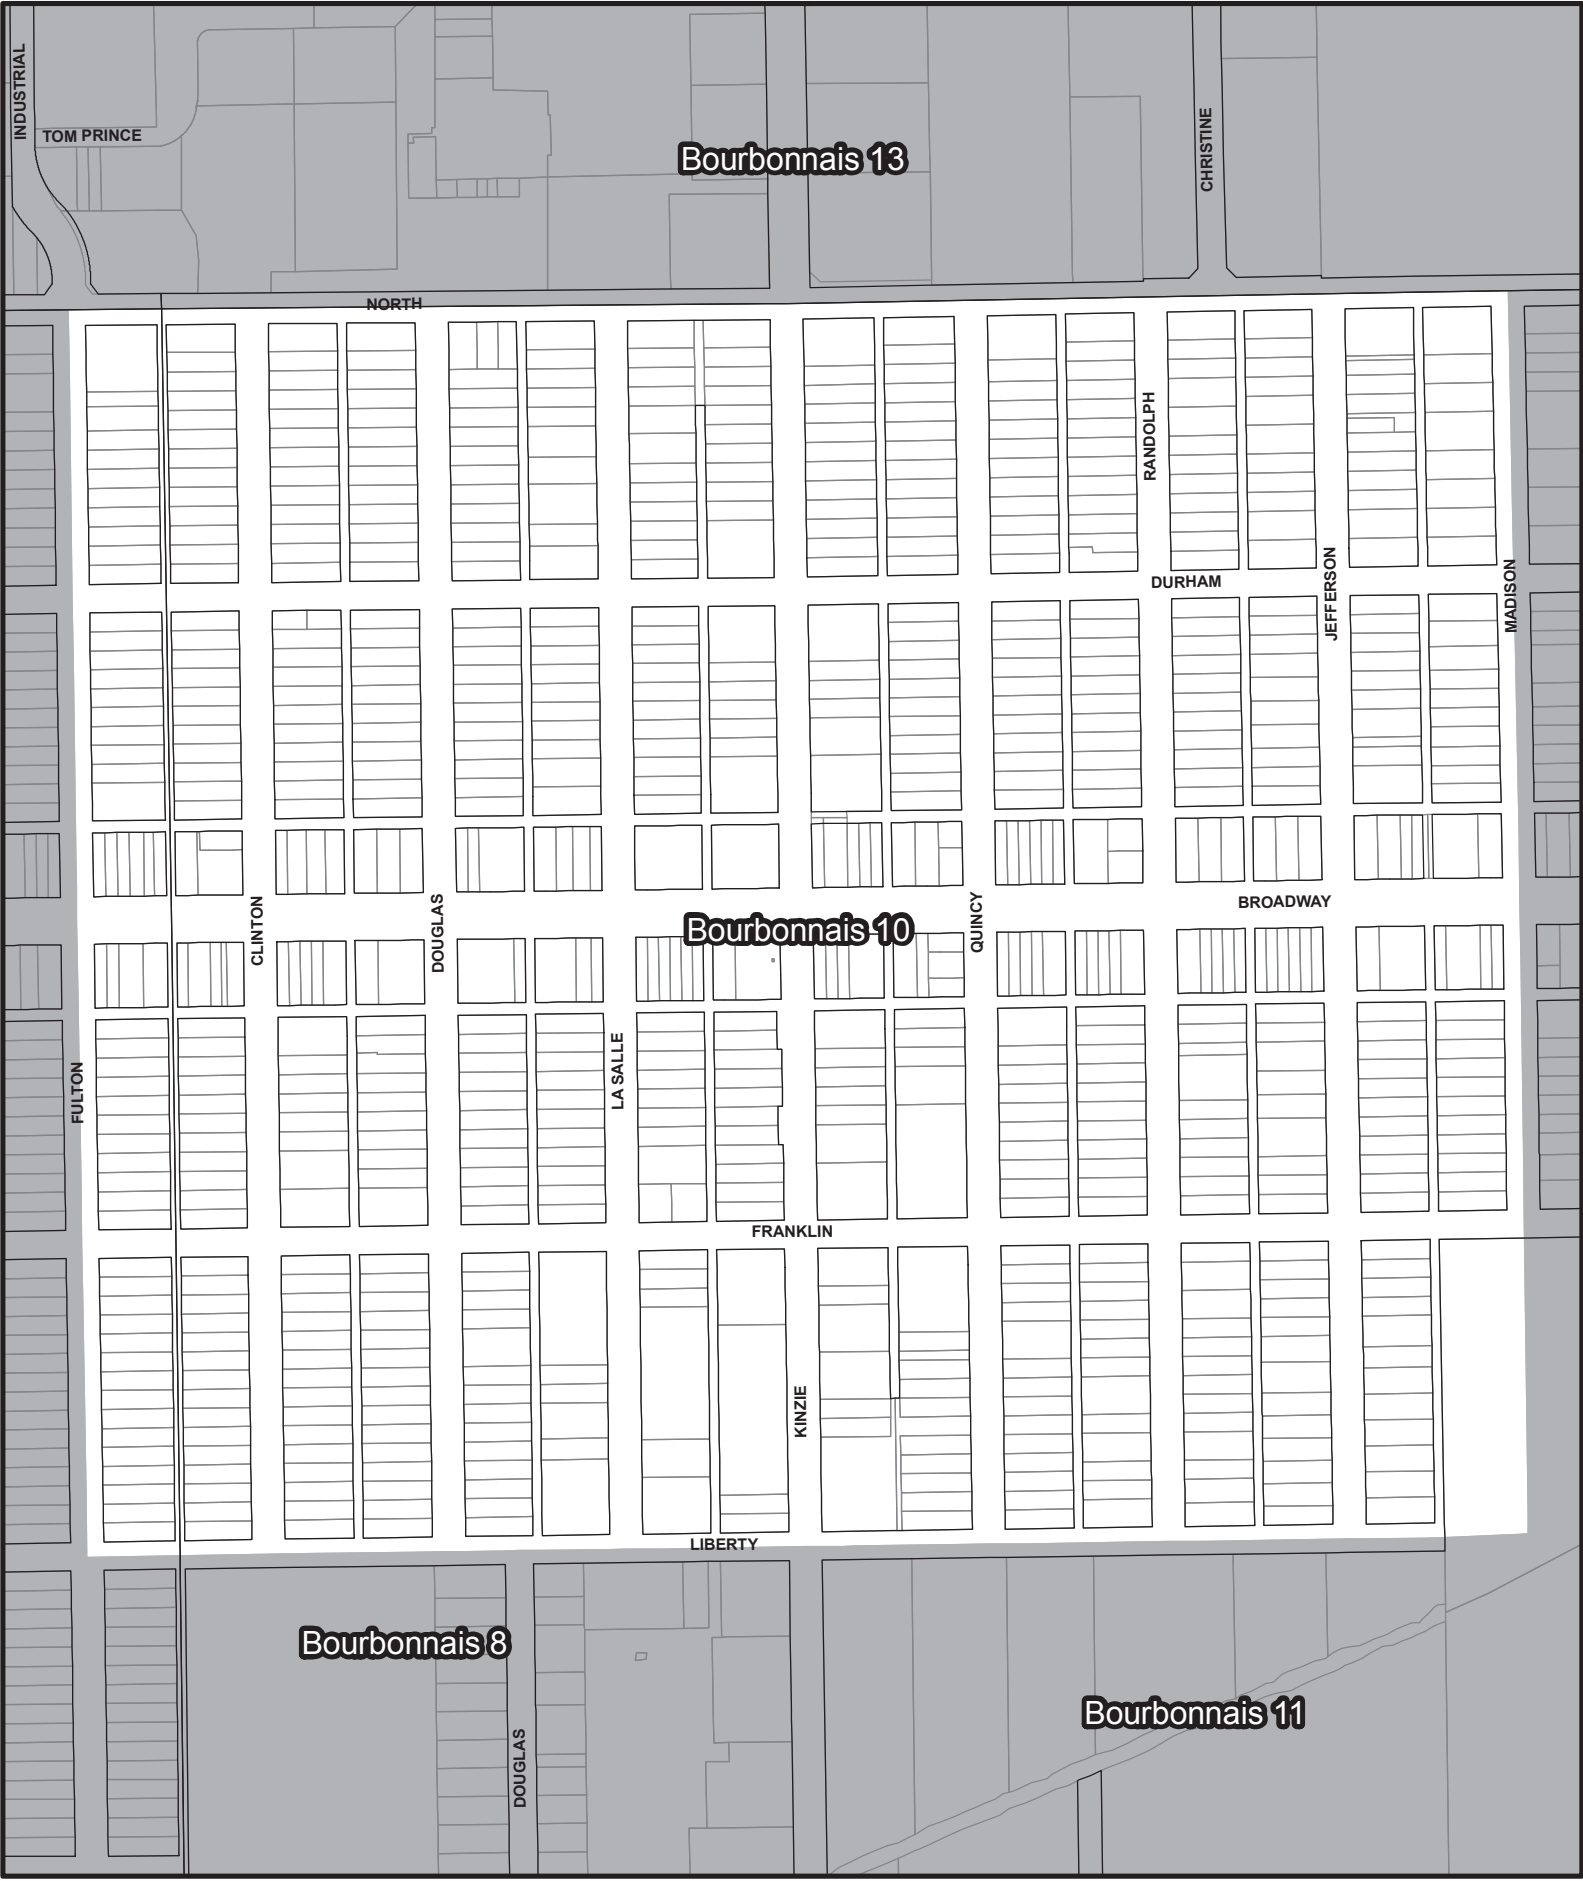 INDUSTRIAL
TOM PRINCE
Bourbonnais 13
CHRISTINE
NORTH
RANDOLPH
DURHAM
JEFFERSON
MADISON
BROADWAY
CLINTON
DOUGLAS
Bourbonnais 10
QUINCY
LA SALLE
FULTON
FRANKLIN
KINZIE
LIBERTY
Bourbonnais 8
Bourbonnais 11
DOUGLAS